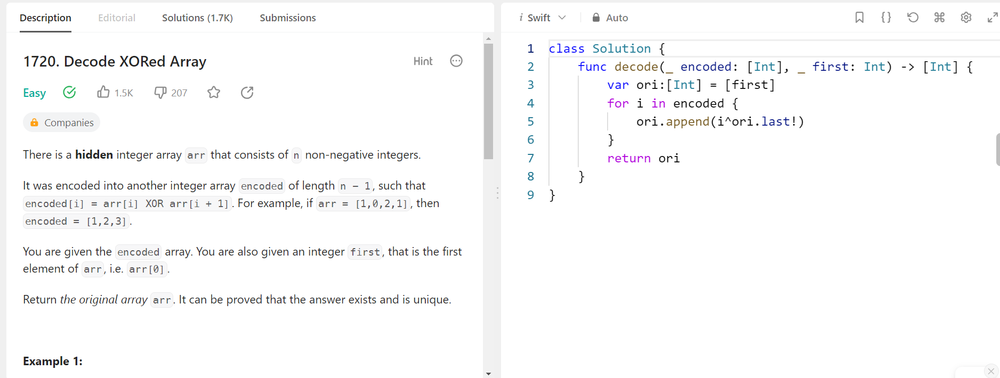 Description Editorial Solutions (1.7K) Submissions
1720. Decode XORed Array Hint
Easy 1.5K 207
Companies
There is a hidden integer array arr that consists of n non-negative integers.
It was encoded into another integer array encoded of length n - 1, such that
encoded[i] = arr[i] XOR arr[i + 1]. For example, if arr = [1,0,2,1], then
encoded = [1,2,3].
You are given the encoded array. You are also given an integer first, that is the first
element of arr, i.e. arr[0].
Return the original array arr. It can be proved that the answer exists and is unique.
Example 1:
i Swift Auto
1 class Solution {
2 func decode(_ encoded: [Int], _ first: Int) -> [Int] {
3 var ori:[Int] = [first]
4 for i in encoded {
5 ori.append(i^ori.last!)
6 }
7 return ori
8 }
9 }